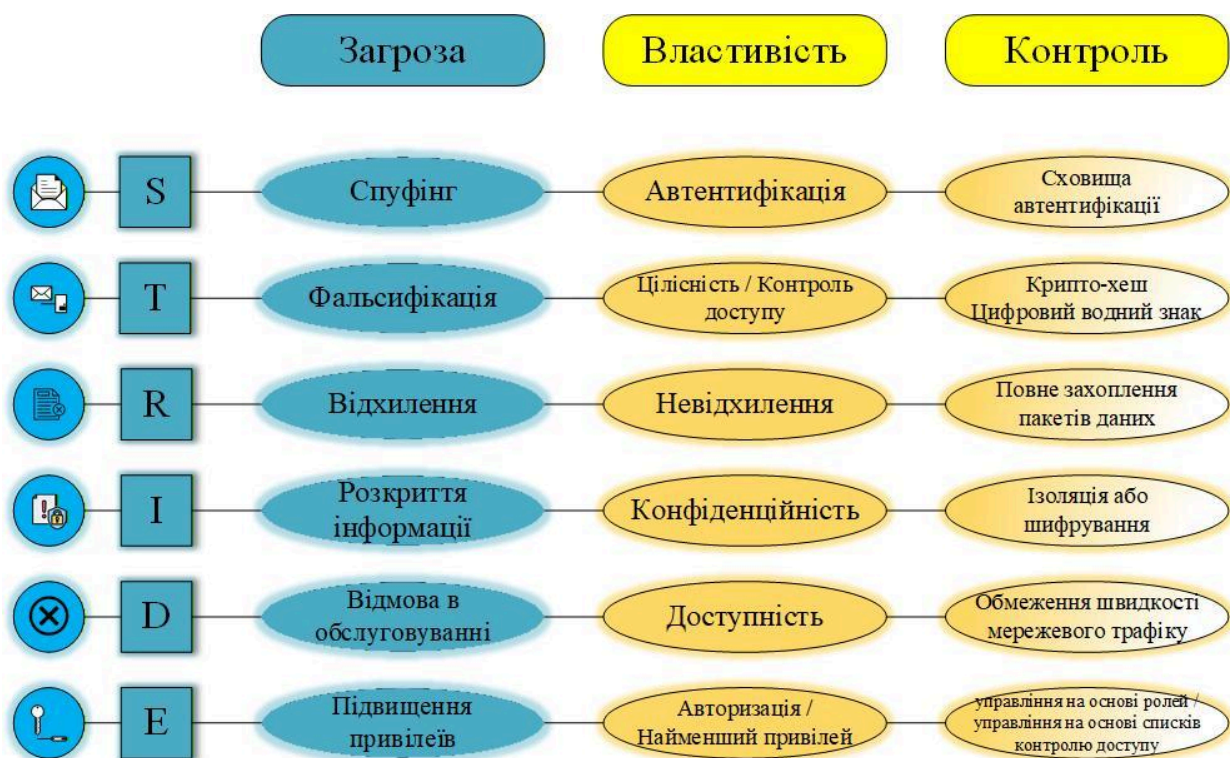 Загроза
Властивість
Контроль
S
Спуфінг
Автентифікація
Сховища
автентифікації
T
Фальсифікація
Цілісність / Контроль
доступу
Крипто-хеш
Цифровий водний знак
R
Відхилення
Невідхилення
Повне захоплення
пакетів даних
I
Розкриття
інформації
Конфіденційність
Ізоляція або
шифрування
D
Відмова в
обслуговуванні
Доступність
Обмеження швидкості
мережевого трафіку
E
Підвищення
привілеїв
Авторизація /
Найменший привілей
управління на основі ролей /
управління на основі списків
контролю доступу